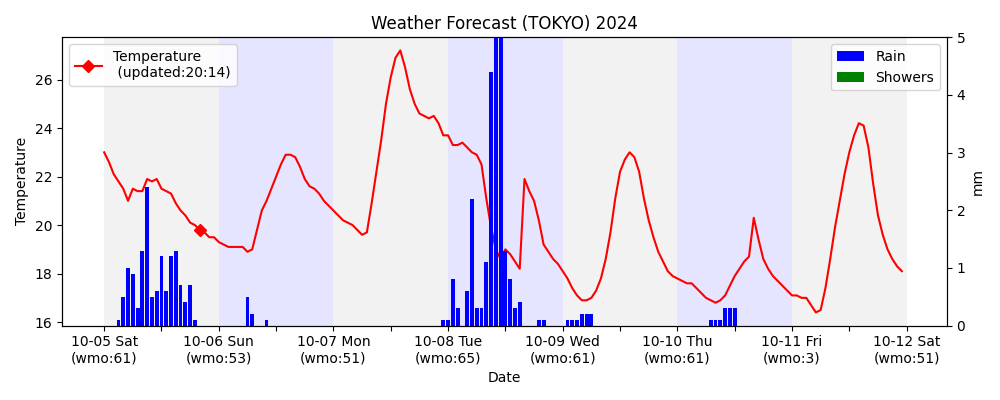 Weather Forecast (TOKYO) 2024
Temperature
(updated:20:14)
Rain
Showers
Temperature
26
24
22
20
18
16
5
4
3
2
1
0
mm
10-05 Sat
(wmo:61)
10-06 Sun
(wmo:53)
10-07 Mon
(wmo:51)
10-08 Tue
(wmo:65)
10-09 Wed
(wmo:61)
10-10 Thu
(wmo:61)
10-11 Fri
(wmo:3)
10-12 Sat
(wmo:51)
Date